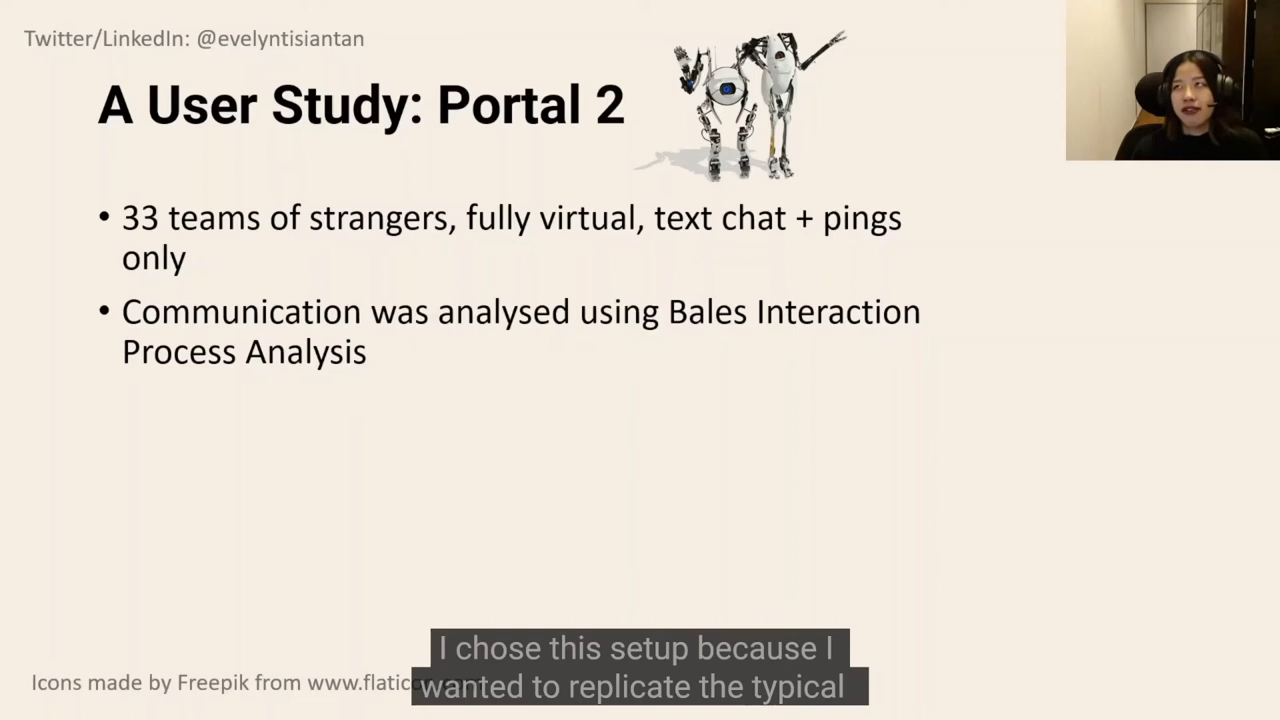 Twitter/LinkedIn: @evelyntisiantan
A User Study: Portal 2
• 33 teams of strangers, fully virtual, text chat + pings
only
• Communication was analysed using Bales Interaction
Process Analysis
I chose this setup because I
wanted to replicate the typical
Icons made by Freepik from www.flatic